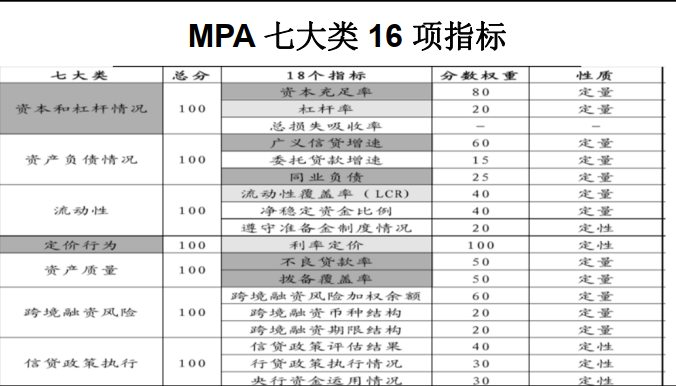 MPA 七大类 16 项指标
七大类 总分 18个指标 分数权重 性质
资本和杠杆情况 100 资本充足率 80 定量
杠杆率 20 定量
总损失吸收率 – –
资产负债情况 100 广义信贷增速 60 定量
委托贷款增速 15 定量
同业负债 25 定量
流动性 100 流动性覆盖率（LCR） 40 定量
净稳定资金比例 40 定量
遵守准备金制度情况 20 定性
定价行为 100 利率定价 100 定性
资产质量 100 不良贷款率 50 定量
拨备覆盖率 50 定量
跨境融资风险 100 跨境融资风险加权余额 60 定量
跨境融资币种结构 20 定量
跨境融资期限结构 20 定量
信贷政策执行 100 信贷政策评估结果 40 定性
行贷政策执行情况 30 定性
央行资金运用情况 30 定性